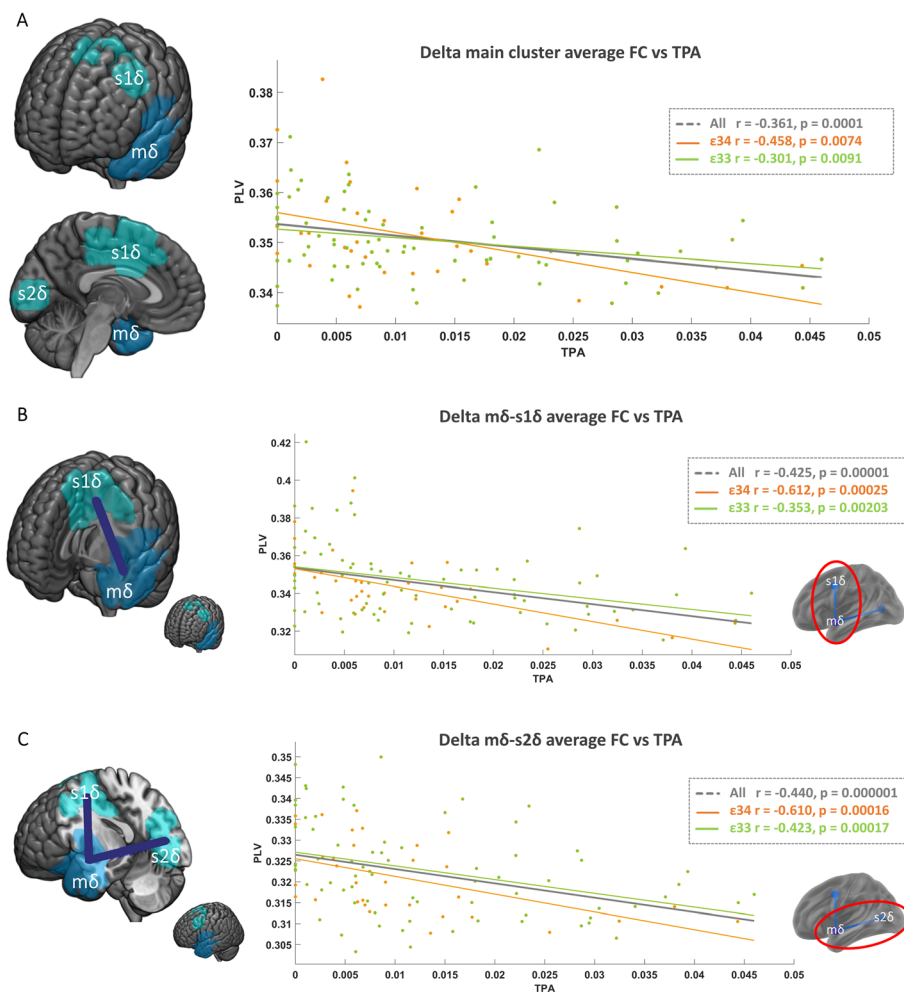 A
s1δ
mδ
s1δ
s2δ
mδ
Delta main cluster average FC vs TPA
All r = -0.361, p = 0.0001
ε34 r = -0.458, p = 0.0074
ε33 r = -0.301, p = 0.0091
PLV
0.38
0.37
0.36
0.35
0.34
0 0.005 0.01 0.015 0.02 0.025 0.03 0.035 0.04 0.045 0.05
TPA
B
s1δ
mδ
Delta mδ-s1δ average FC vs TPA
All r = -0.425, p = 0.00001
ε34 r = -0.612, p = 0.00025
ε33 r = -0.353, p = 0.00203
PLV
0.42
0.4
0.38
0.36
0.34
0.32
0 0.005 0.01 0.015 0.02 0.025 0.03 0.035 0.04 0.045 0.05
TPA
s1δ
mδ
C
s1δ
s2δ
mδ
Delta mδ-s2δ average FC vs TPA
All r = -0.440, p = 0.000001
ε34 r = -0.610, p = 0.00016
ε33 r = -0.423, p = 0.00017
PLV
0.35
0.345
0.34
0.335
0.33
0.325
0.32
0.315
0.31
0.305
0 0.005 0.01 0.015 0.02 0.025 0.03 0.035 0.04 0.045 0.05
TPA
s2δ
mδ